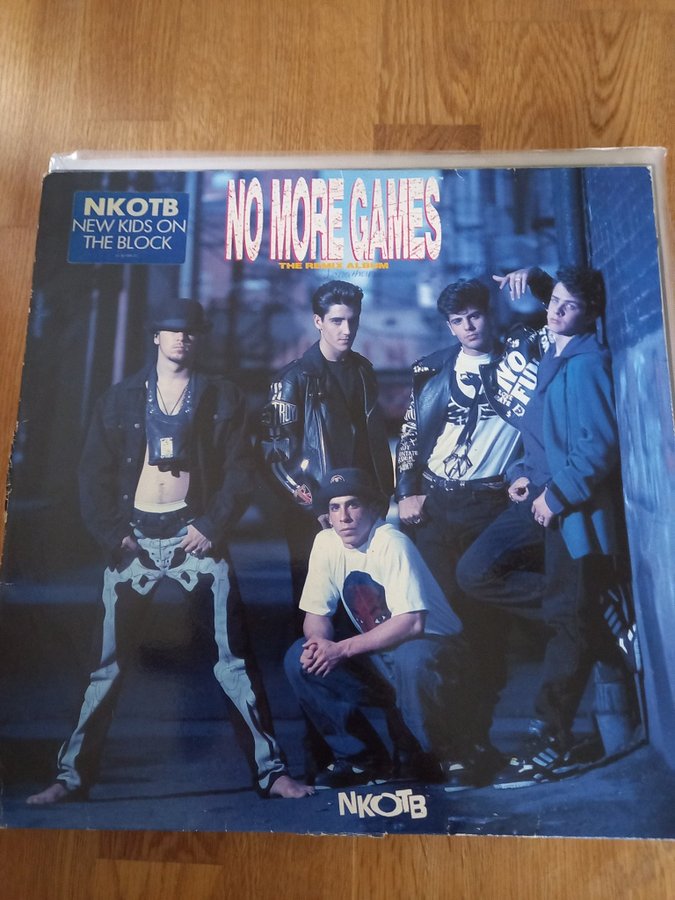 NKOTB
NEW KIDS ON
THE BLOCK
NO MORE GAMES
THE REMIX ALBUM
NKOTB